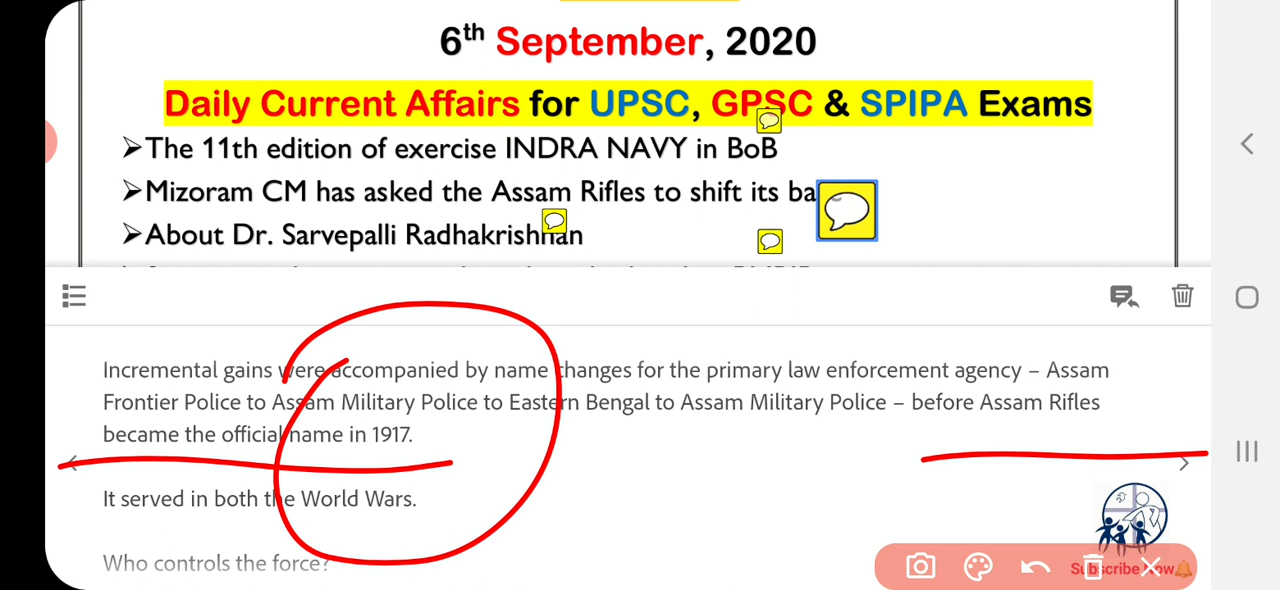 6th September, 2020
Daily Current Affairs for UPSC, GPSC & SPIPA Exams
➢The 11th edition of exercise INDRA NAVY in BoB
➢Mizoram CM has asked the Assam Rifles to shift its ba
➢About Dr. Sarvepalli Radhakrishnan
Incremental gains were accompanied by name changes for the primary law enforcement agency – Assam
Frontier Police to Assam Military Police to Eastern Bengal to Assam Military Police – before Assam Rifles
became the official name in 1917.
It served in both the World Wars.
Who controls the force?
Subscribe Now